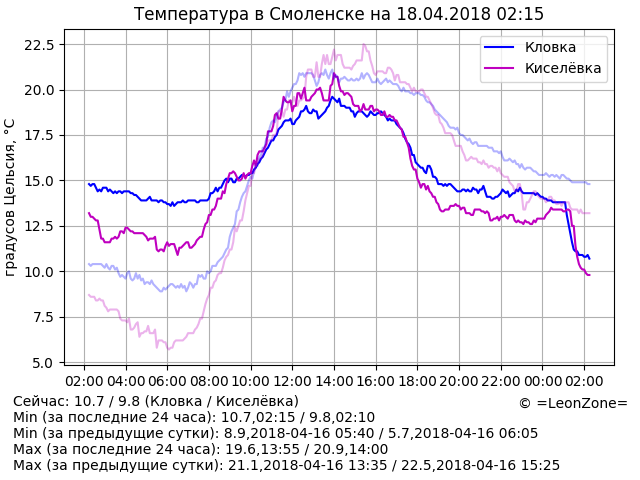 Температура в Смоленске на 18.04.2018 02:15
градусов Цельсия, °C
22.5
20.0
17.5
15.0
12.5
10.0
7.5
5.0
Кловка
Киселёвка
02:00 04:00 06:00 08:00 10:00 12:00 14:00 16:00 18:00 20:00 22:00 00:00 02:00
Сейчас: 10.7 / 9.8 (Кловка / Киселёвка)
© =LeonZone=
Min (за последние 24 часа): 10.7,02:15 / 9.8,02:10
Min (за предыдущие сутки): 8.9,2018-04-16 05:40 / 5.7,2018-04-16 06:05
Max (за последние 24 часа): 19.6,13:55 / 20.9,14:00
Max (за предыдущие сутки): 21.1,2018-04-16 13:35 / 22.5,2018-04-16 15:25